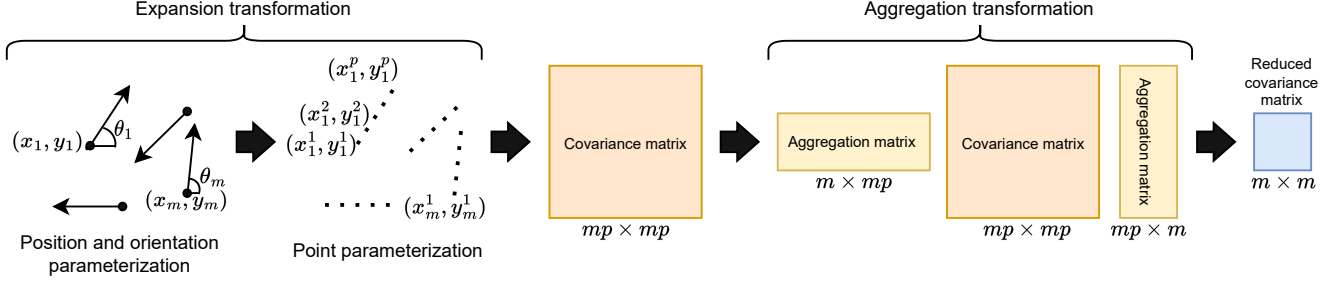 Expansion transformation
Aggregation transformation
(x_1^p, y_1^p)
(x_1^2, y_1^2)
(x_1, y_1)
θ_1
(x_1^1, y_1^1)
θ_m
(x_m, y_m)
(x_m^1, y_m^1)
Position and orientation
parameterization
Point parameterization
Covariance matrix
mp × mp
Aggregation matrix
m × mp
Covariance matrix
mp × mp
Aggregation matrix
mp × m
Reduced
covariance
matrix
m × m